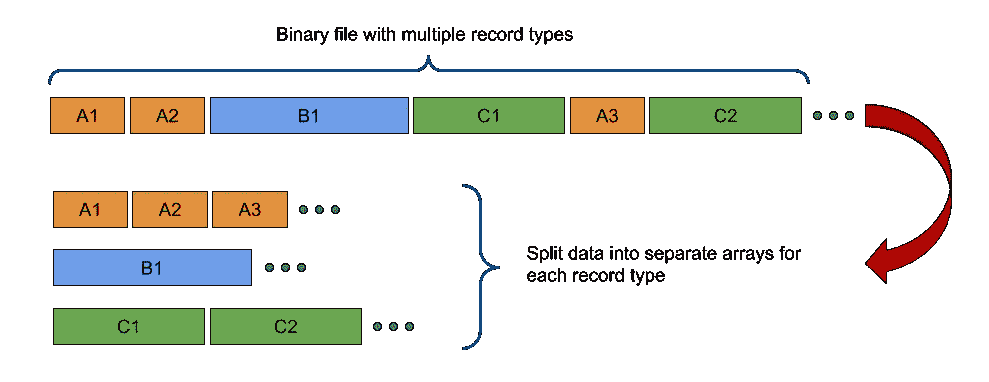 Binary file with multiple record types
A1 A2 B1 C1 A3 C2
A1 A2 A3
B1
Split data into separate arrays for
each record type
C1 C2